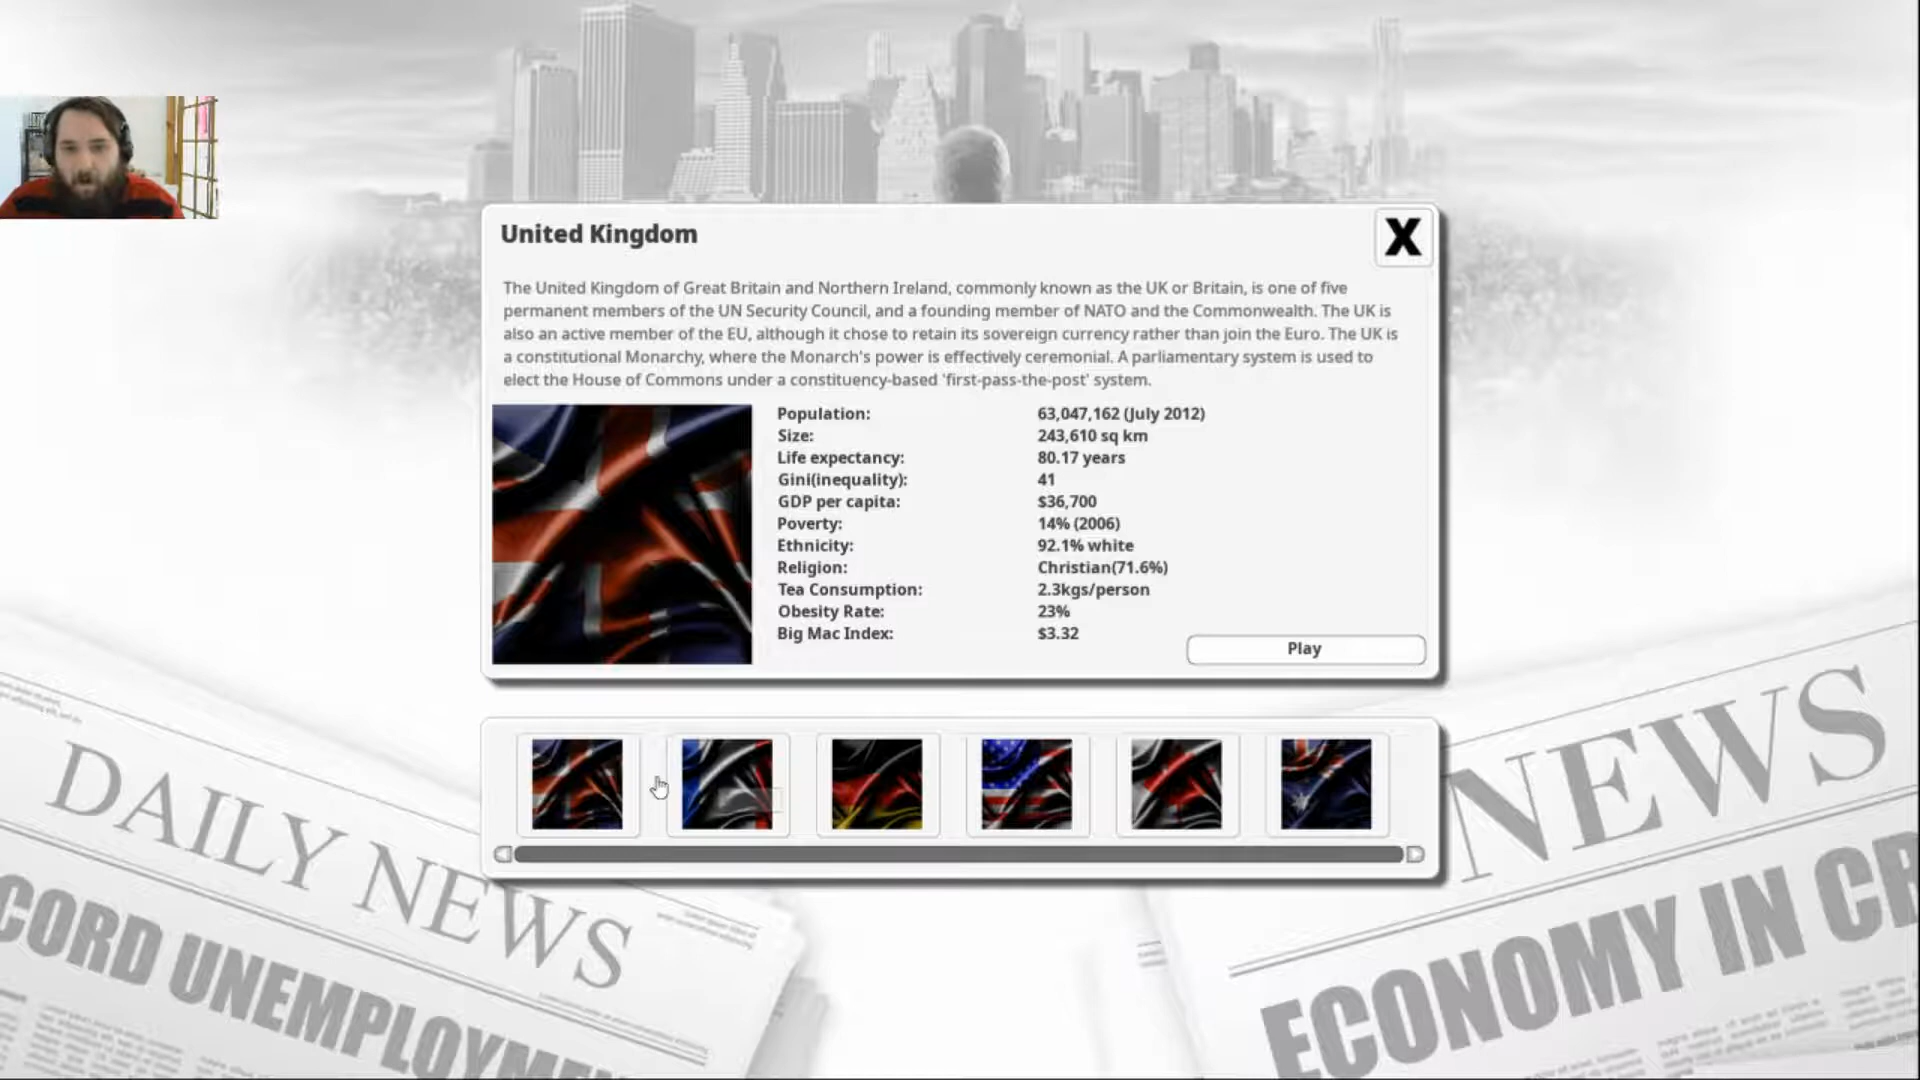 United Kingdom
X
The United Kingdom of Great Britain and Northern Ireland, commonly known as the UK or Britain, is one of five
permanent members of the UN Security Council, and a founding member of NATO and the Commonwealth. The UK is
also an active member of the EU, although it chose to retain its sovereign currency rather than join the Euro. The UK is
a constitutional Monarchy, where the Monarch's power is effectively ceremonial. A parliamentary system is used to
elect the House of Commons under a constituency-based 'first-pass-the-post' system.
Population: 63,047,162 (July 2012)
Size: 243,610 sq km
Life expectancy: 80.17 years
Gini(inequality): 41
GDP per capita: $36,700
Poverty: 14% (2006)
Ethnicity: 92.1% white
Religion: Christian(71.6%)
Tea Consumption: 2.3kgs/person
Obesity Rate: 23%
Big Mac Index: $3.32
Play
DAILY NEWS
CORD UNEMPLOYME
NEWS
ECONOMY IN CR